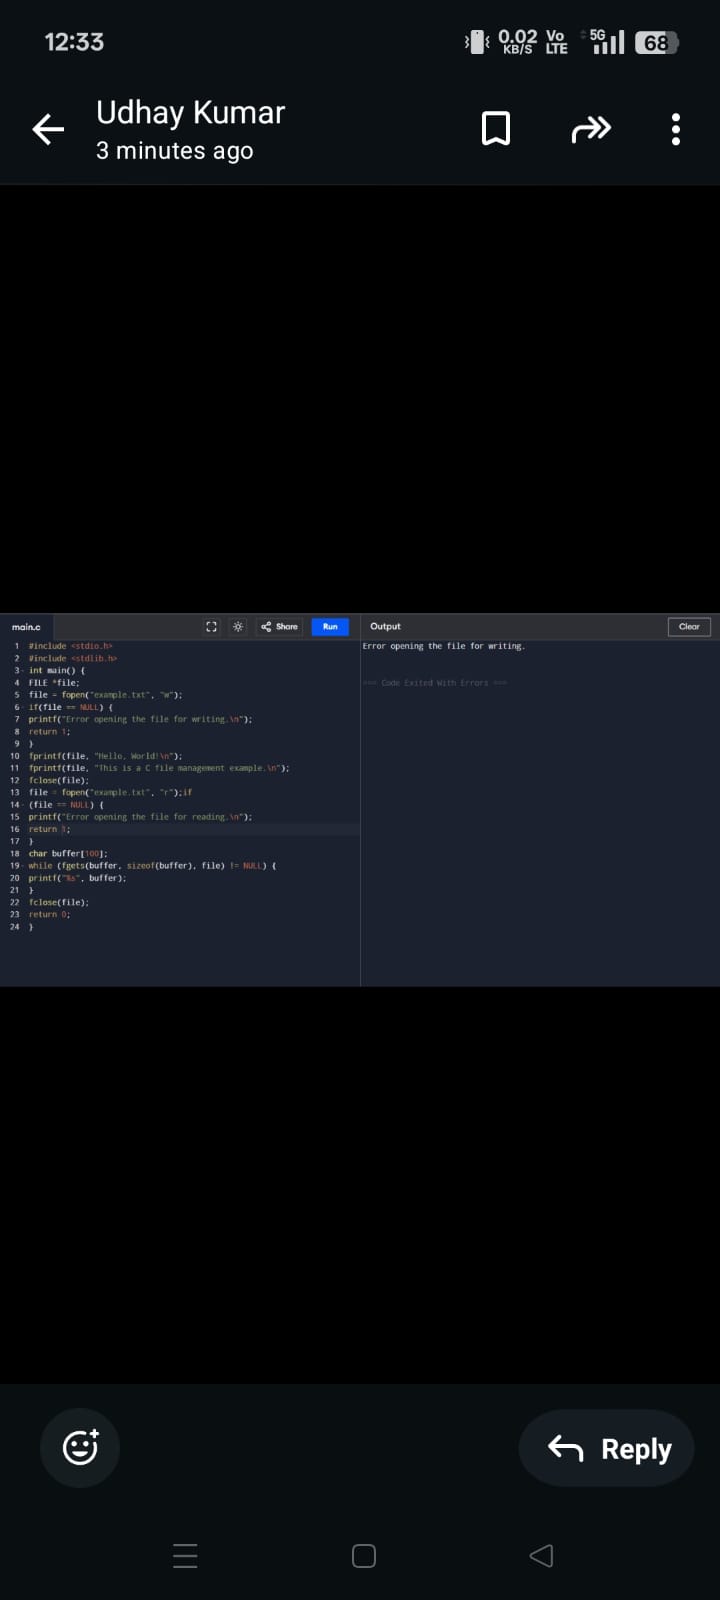 12:33
0.02 KB/S Vo LTE 5G 68
Udhay Kumar
3 minutes ago
main.c
Share
Run
Output
Clear
1 #include <stdio.h>
2 #include <stdlib.h>
3 int main() {
4 FILE *file;
5 file = fopen("example.txt", "w");
6 if(file == NULL) {
7 printf("Error opening the file for writing.\n");
8 return 1;
9 }
10 fprintf(file, "Hello, World!\n");
11 fprintf(file, "This is a C file management example.\n");
12 fclose(file);
13 file = fopen("example.txt", "r");if
14 (file == NULL) {
15 printf("Error opening the file for reading.\n");
16 return 1;
17 }
18 char buffer[100];
19 while (fgets(buffer, sizeof(buffer), file) != NULL) {
20 printf("%s", buffer);
21 }
22 fclose(file);
23 return 0;
24 }
Error opening the file for writing.
=== Code Exited With Errors ===
Reply